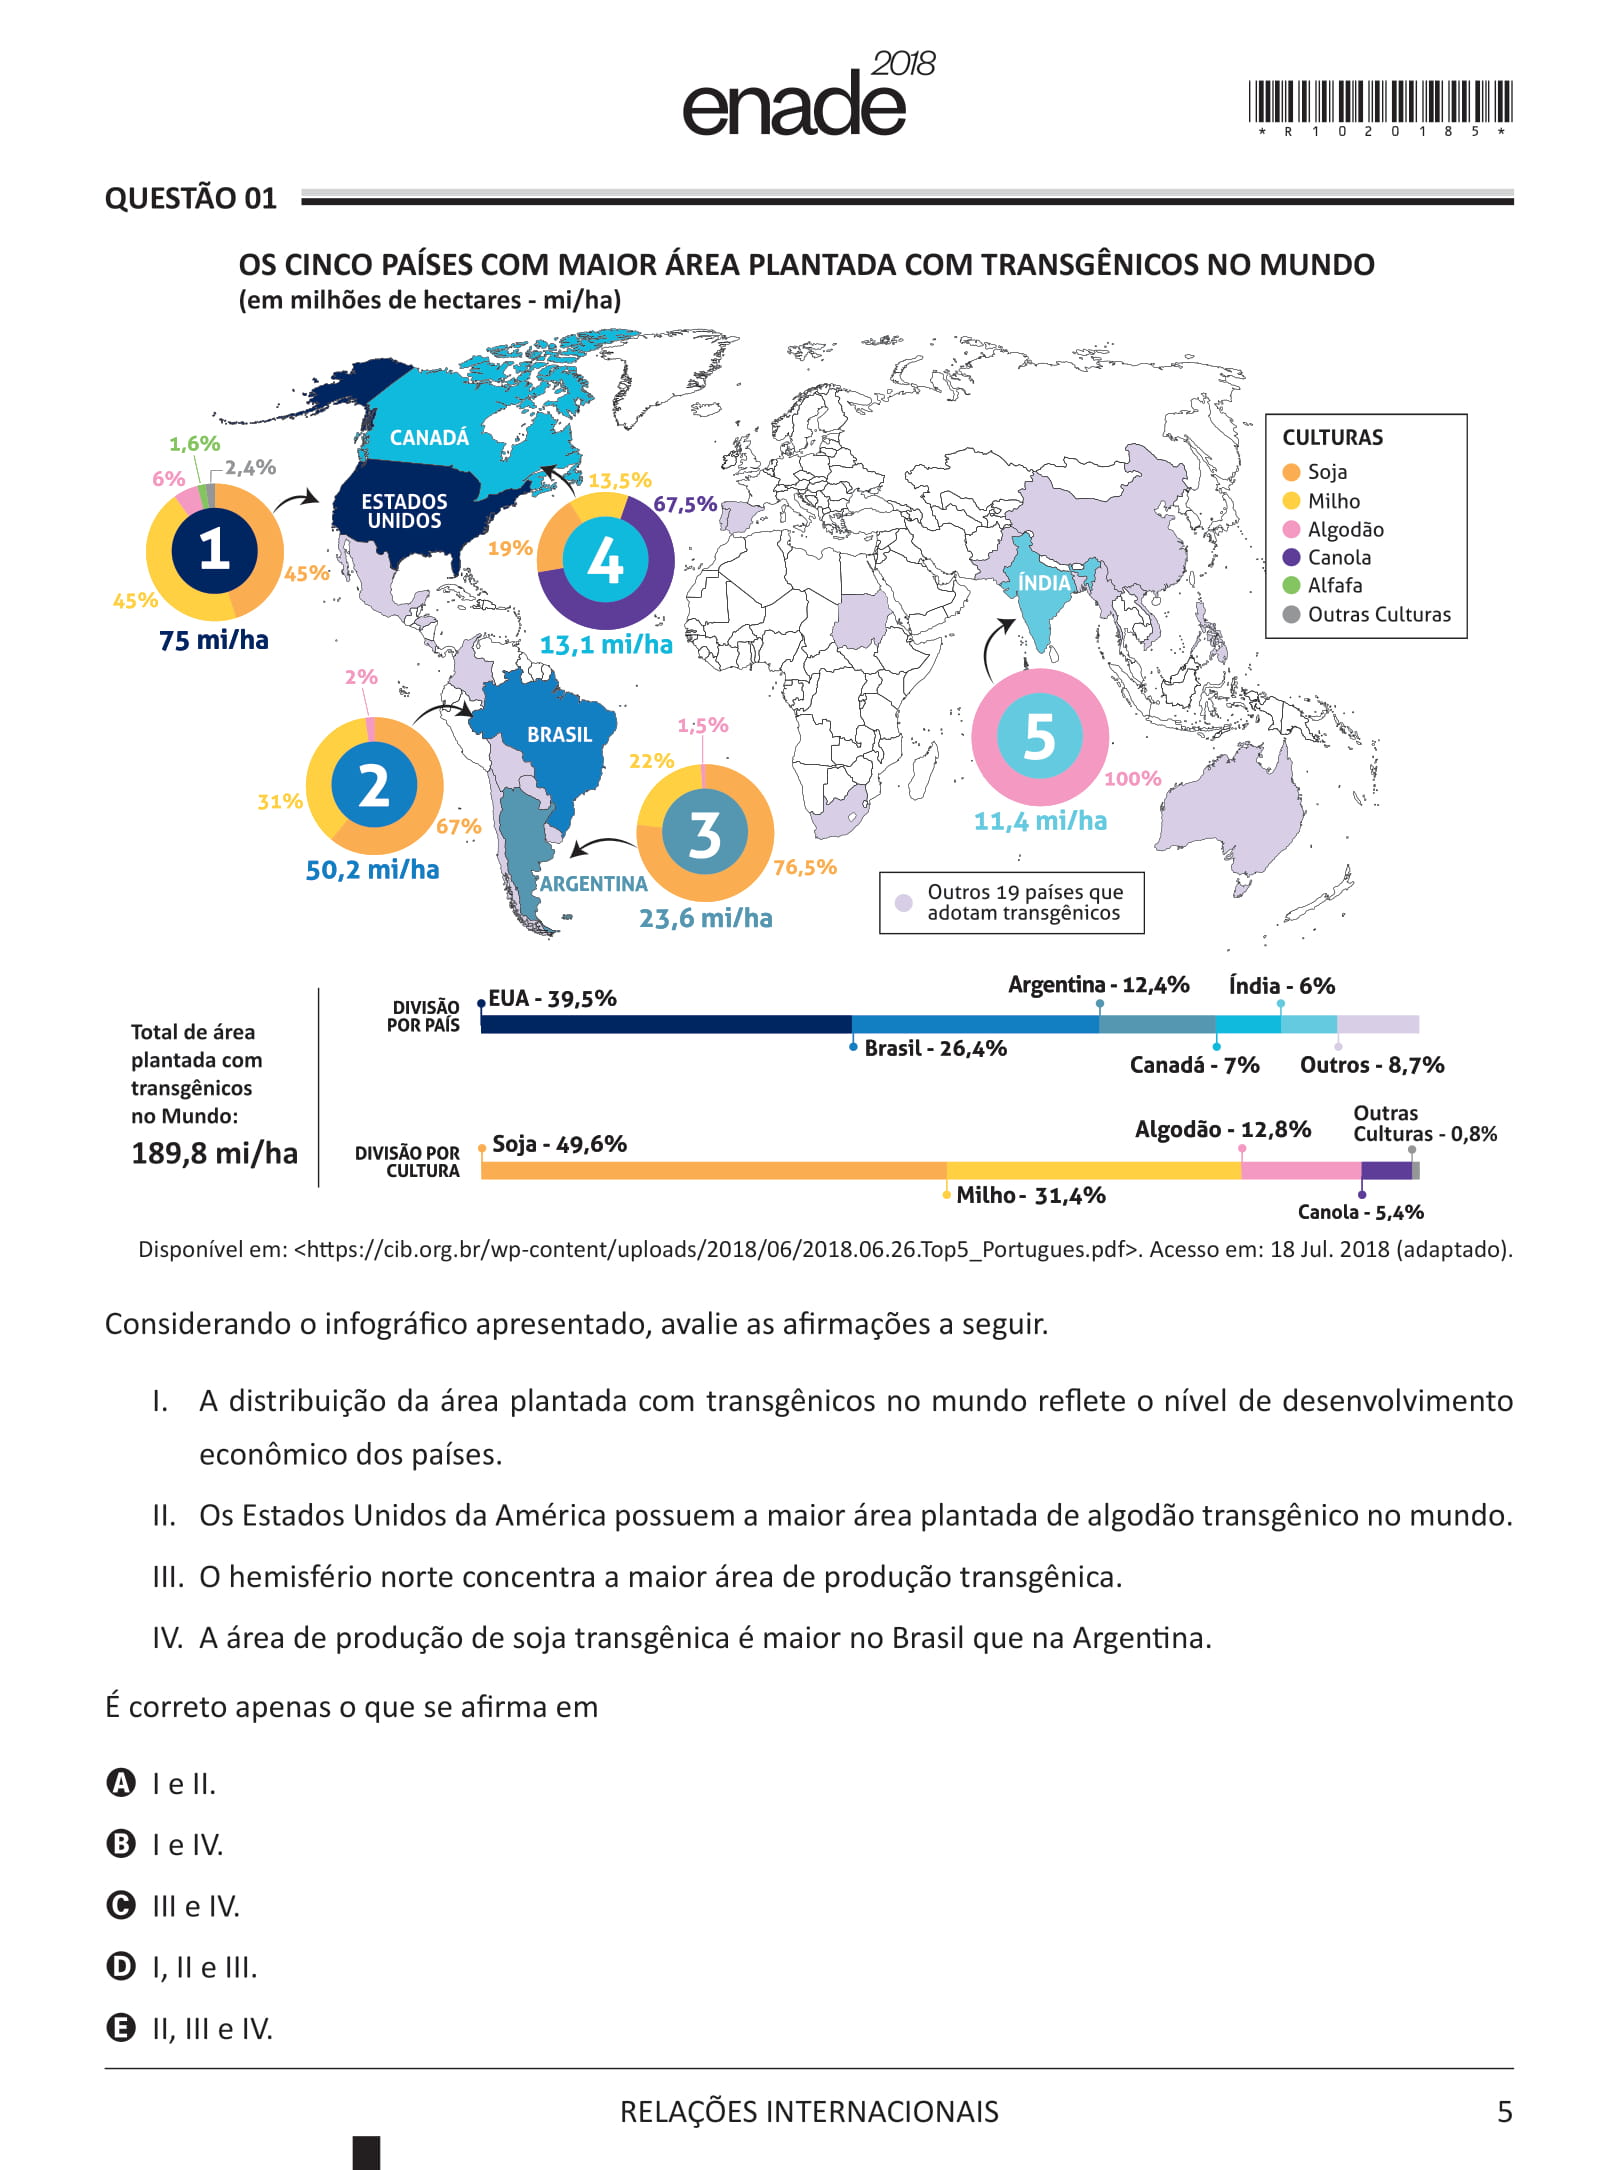 enade 2018
* R 1 0 2 0 1 8 5 *
QUESTÃO 01
OS CINCO PAÍSES COM MAIOR ÁREA PLANTADA COM TRANSGÊNICOS NO MUNDO
(em milhões de hectares - mi/ha)
CANADÁ
ESTADOS
UNIDOS
1,6%
6%
2,4%
1
45%
45%
75 mi/ha
13,5%
67,5%
19%
4
13,1 mi/ha
CULTURAS
Soja
Milho
Algodão
Canola
Alfafa
Outras Culturas
ÍNDIA
2%
31%
2
67%
50,2 mi/ha
BRASIL
1,5%
22%
3
76,5%
ARGENTINA
23,6 mi/ha
5
100%
11,4 mi/ha
Outros 19 países que
adotam transgênicos
Total de área
plantada com
transgênicos
no Mundo:
189,8 mi/ha
DIVISÃO
POR PAÍS
EUA - 39,5%
Brasil - 26,4%
Argentina - 12,4%
Canadá - 7%
Índia - 6%
Outros - 8,7%
DIVISÃO POR
CULTURA
Soja - 49,6%
Milho - 31,4%
Algodão - 12,8%
Canola - 5,4%
Outras
Culturas - 0,8%
Disponível em: <https://cib.org.br/wp-content/uploads/2018/06/2018.06.26.Top5_Portugues.pdf>. Acesso em: 18 Jul. 2018 (adaptado).
Considerando o infográfico apresentado, avalie as afirmações a seguir.
I. A distribuição da área plantada com transgênicos no mundo reflete o nível de desenvolvimento
econômico dos países.
II. Os Estados Unidos da América possuem a maior área plantada de algodão transgênico no mundo.
III. O hemisfério norte concentra a maior área de produção transgênica.
IV. A área de produção de soja transgênica é maior no Brasil que na Argentina.
É correto apenas o que se afirma em
A I e II.
B I e IV.
C III e IV.
D I, II e III.
E II, III e IV.
RELAÇÕES INTERNACIONAIS
5